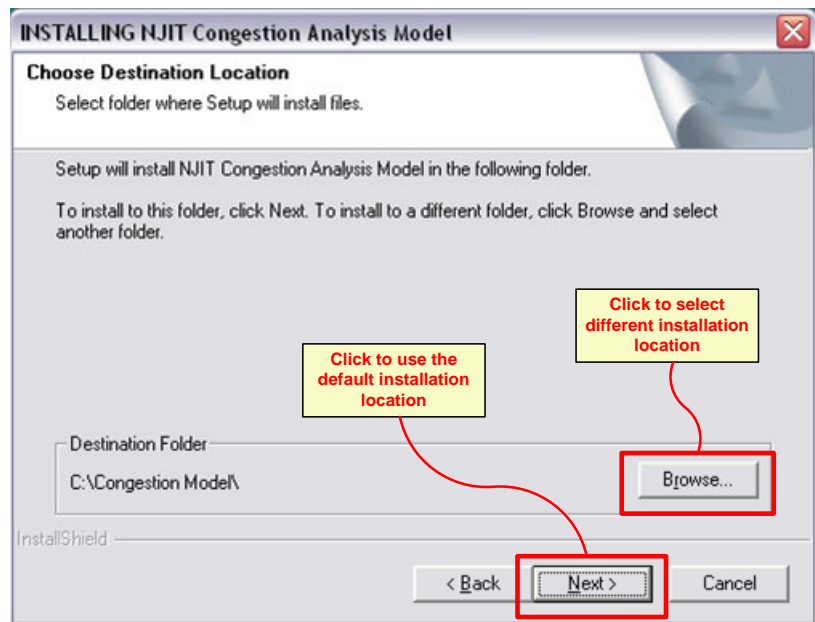 INSTALLING NJIT Congestion Analysis Model
Choose Destination Location
Select folder where Setup will install files.
Setup will install NJIT Congestion Analysis Model in the following folder.
To install to this folder, click Next. To install to a different folder, click Browse and select
another folder.
Click to select
different installation
location
Click to use the
default installation
location
Destination Folder
C:\Congestion Model\
Browse...
InstallShield
< Back
Next >
Cancel